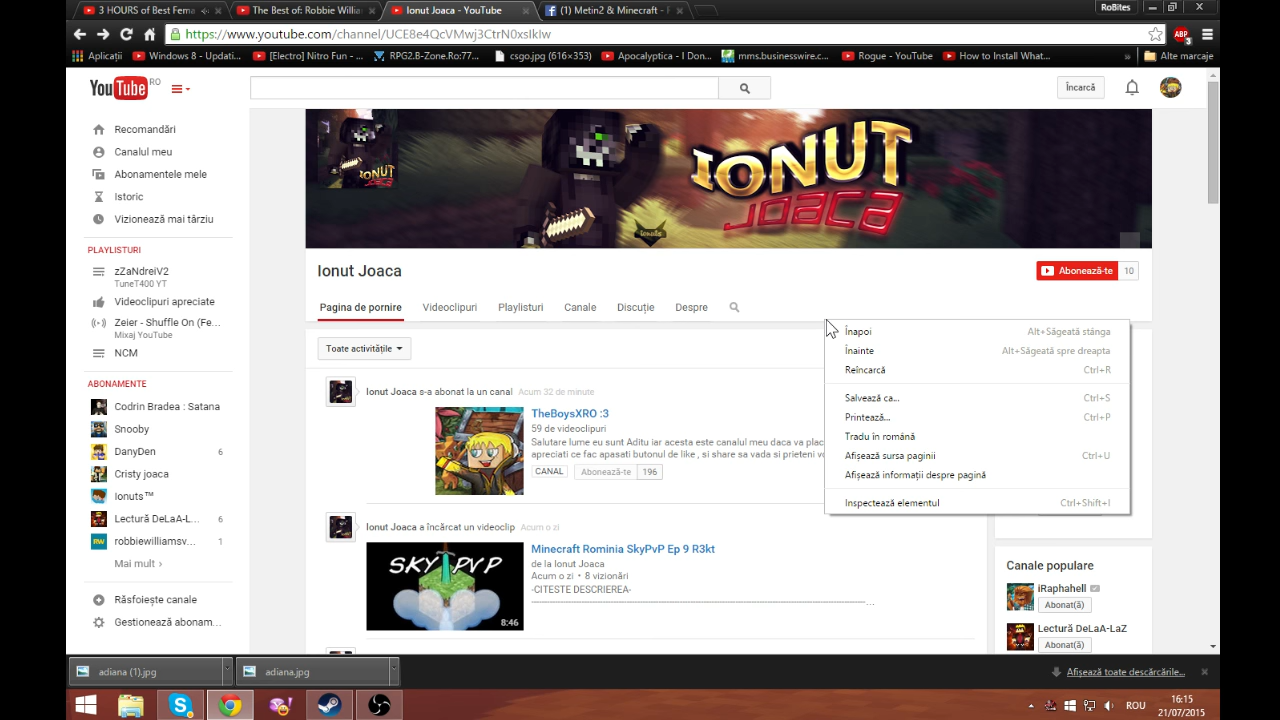 3 HOURS of Best Fema
The Best of: Robbie Willia
Ionut Joaca - YouTube
(1) Metin2 & Minecraft - F
RoBites
https://www.youtube.com/channel/UCE8e4QcVMwj3CtrN0xsIkIw
ABP
3
Aplicații
Windows 8 - Updati...
[Electro] Nitro Fun - ...
RPG2.B-Zone.Ro:77...
csgo.jpg (616×353)
Apocalyptica - I Don...
mms.businesswire.c...
Rogue - YouTube
How to Install What...
»
Alte marcaje
YouTube RO
Încarcă
Recomandări
Canalul meu
Abonamentele mele
Istoric
Vizionează mai târziu
PLAYLISTURI
zZaNdreiV2
TuneT400 YT
Videoclipuri apreciate
Zeier - Shuffle On (Fe...
Mixaj YouTube
NCM
ABONAMENTE
Codrin Bradea : Satana
Snooby
DanyDen 6
Cristy joaca
Ionuts™
Lectură DeLaA-L... 6
RW robbiewilliamsv... 1
Mai mult ›
Răsfoiește canale
Gestionează abonam...
IONUT
JOACA
IONUT
JOACA
Ionut Joaca
Abonează-te 10
Pagina de pornire
Videoclipuri
Playlisturi
Canale
Discuție
Despre
Toate activitățile
Ionut Joaca s-a abonat la un canal Acum 32 de minute
TheBoysXRO :3
59 de videoclipuri
Salutare lume eu sunt Aditu iar acesta este canalul meu daca va plac
apreciati ce fac apasati butonul de like , si share sa vada si prieteni vo
CANAL Abonează-te 196
Ionut Joaca a încărcat un videoclip Acum o zi
SKY PVP
8:46
Minecraft Rominia SkyPvP Ep 9 R3kt
de la Ionut Joaca
Acum o zi • 8 vizionări
-CITESTE DESCRIEREA-
Înapoi Alt+Săgeată stânga
Înainte Alt+Săgeată spre dreapta
Reîncarcă Ctrl+R
Salvează ca... Ctrl+S
Printează... Ctrl+P
Tradu în română
Afișează sursa paginii Ctrl+U
Afișează informații despre pagină
Inspectează elementul Ctrl+Shift+I
Canale populare
iRaphahell
Abonat(ă)
Lectură DeLaA-LaZ
Abonat(ă)
adiana (1).jpg
adiana.jpg
Afișează toate descărcările...
ROU
16:15
21/07/2015